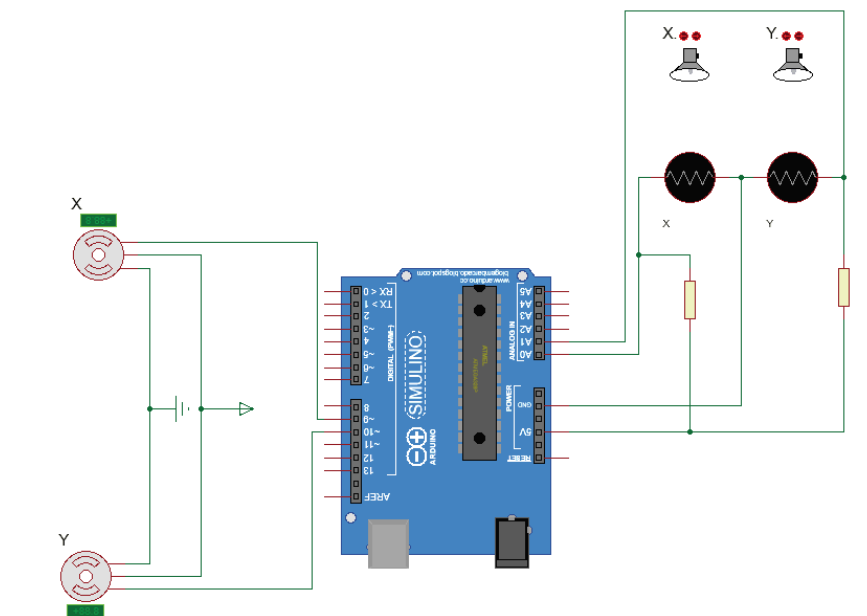 X.
Y.
X
Y
X
Y
blogembarcado.blogspot.com
www.arduino.cc
RX < 0
TX > 1
2
~3
4
~5
~6
7
DIGITAL (PWM~)
8
~9
~10
~11
12
13
AREF
SIMULINO
ARDUINO
ATMEL
ANALOG IN
A5
A4
A3
A2
A1
A0
POWER
GND
5V
RESET